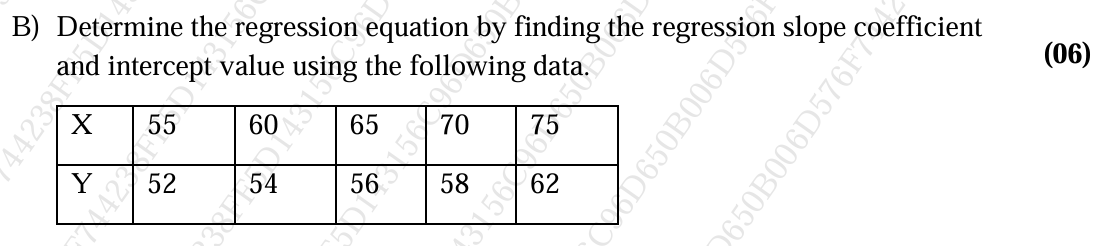 B) Determine the regression equation by finding the regression slope coefficient
and intercept value using the following data.
(06)
X 55 60 65 70 75
Y 52 54 56 58 62